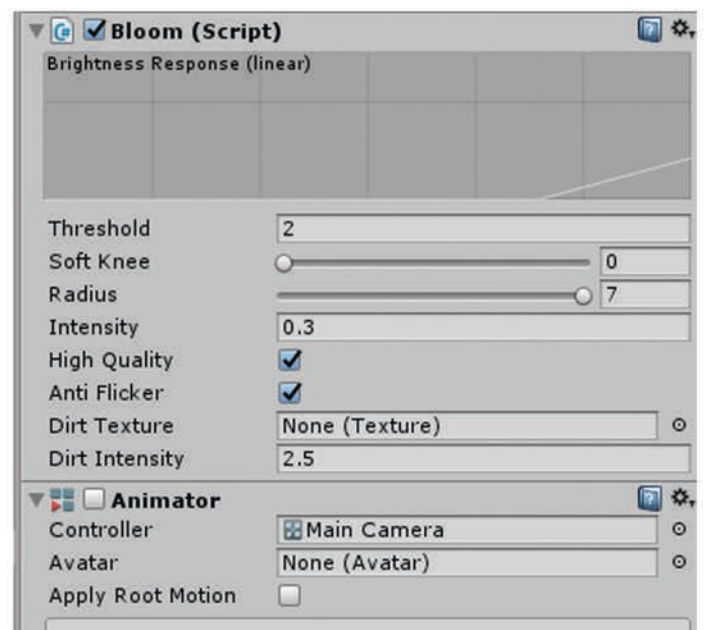 Bloom (Script)
Brightness Response (linear)
Threshold 2
Soft Knee 0
Radius 7
Intensity 0.3
High Quality
Anti Flicker
Dirt Texture None (Texture)
Dirt Intensity 2.5
Animator
Controller Main Camera
Avatar None (Avatar)
Apply Root Motion